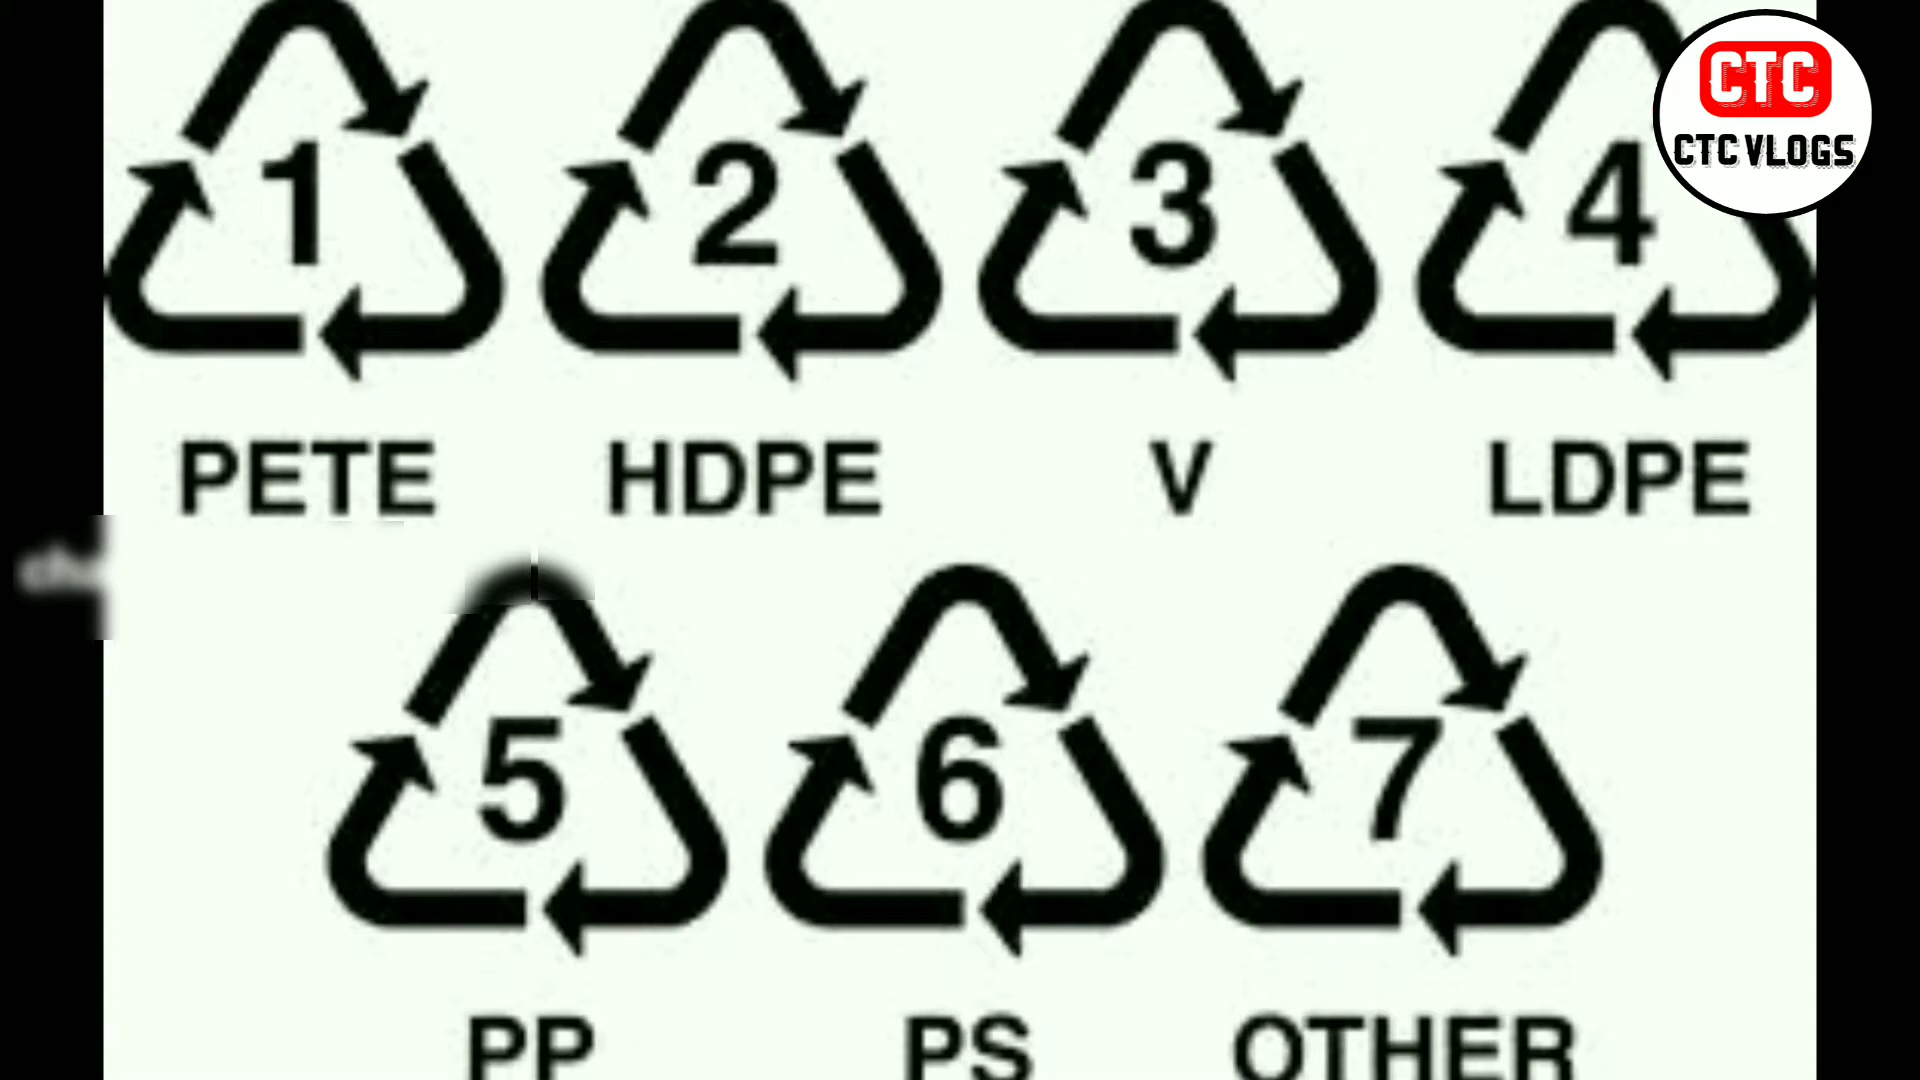 1 2 3 4
CTC
CTC VLOGS
PETE HDPE V LDPE
5 6 7
PP PS OTHER